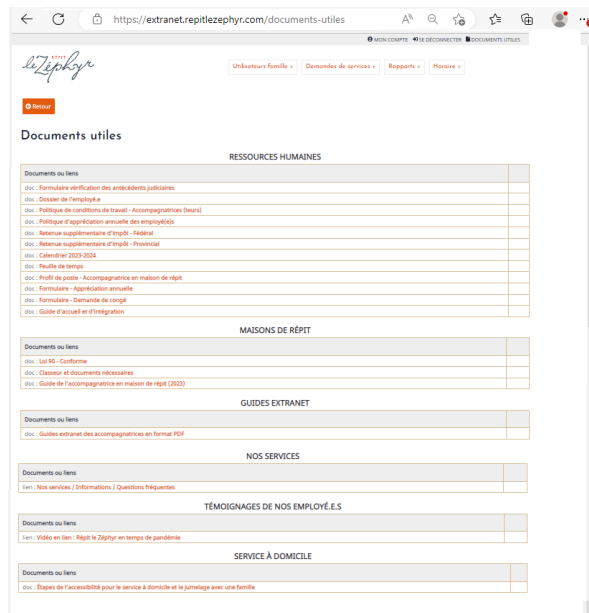 https://extranet.repitlezephyr.com/documents-utiles
MON COMPTE SE DÉCONNECTER DOCUMENTS UTILES
RÉPIT
le Zéphyr
Utilisateurs famille Demandes de services Rapports Horaire
Retour
Documents utiles
RESSOURCES HUMAINES
Documents ou liens
doc : Formulaire vérification des antécédents judiciaires
doc : Dossier de l'employé.e
doc : Politique de conditions de travail - Accompagnatrices (teurs)
doc : Politique d'appréciation annuelle des employé(e)s
doc : Retenue supplémentaire d'impôt - Fédéral
doc : Retenue supplémentaire d'impôt - Provincial
doc : Calendrier 2023-2024
doc : Feuille de temps
doc : Profil de poste - Accompagnatrice en maison de répit
doc : Formulaire - Appréciation annuelle
doc : Formulaire - Demande de congé
doc : Guide d'accueil et d'intégration
MAISONS DE RÉPIT
Documents ou liens
doc : Loi 90 - Conforme
doc : Classeur et documents nécessaires
doc : Guide de l'accompagnatrice en maison de répit (2023)
GUIDES EXTRANET
Documents ou liens
doc : Guides extranet des accompagnatrices en format PDF
NOS SERVICES
Documents ou liens
lien : Nos services / Informations / Questions fréquentes
TÉMOIGNAGES DE NOS EMPLOYÉ.E.S
Documents ou liens
lien : Vidéo en lien : Répit le Zéphyr en temps de pandémie
SERVICE À DOMICILE
Documents ou liens
doc : Étapes de l'accessibilité pour le service à domicile et le jumelage avec une famille